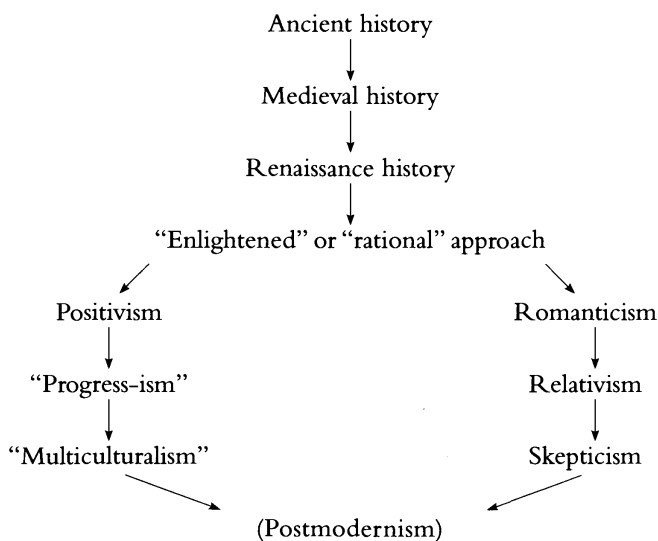 Ancient history
Medieval history
Renaissance history
“Enlightened” or “rational” approach
Positivism
Romanticism
“Progress-ism”
Relativism
“Multiculturalism”
Skepticism
(Postmodernism)